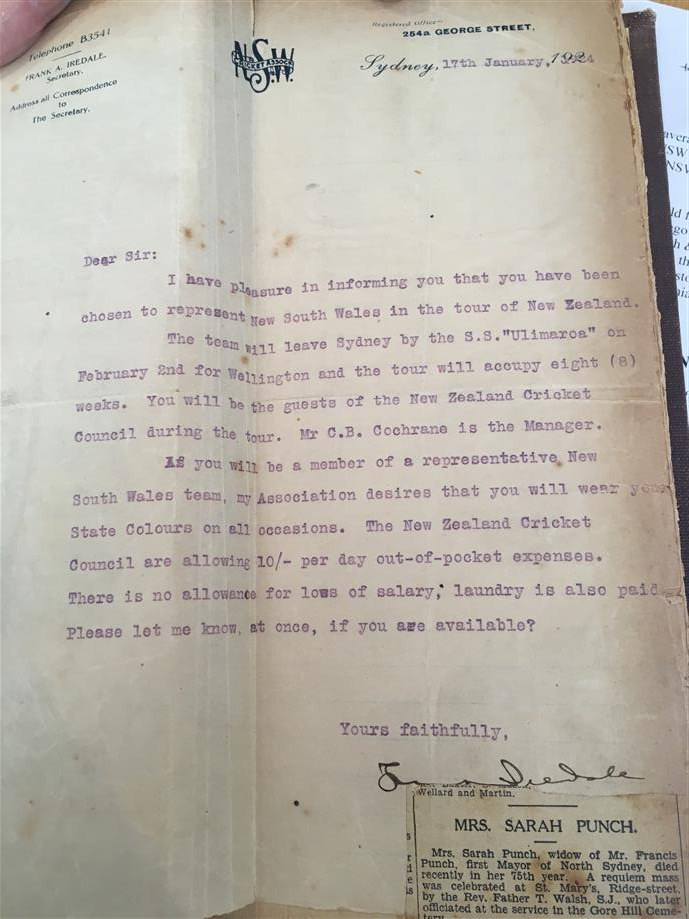 Telephone B3541
FRANK A. IREDALE,
Secretary.
Address all Correspondence
to
The Secretary.
NSW
CRICKET ASSOCN
Registered Office—
254a GEORGE STREET,
Sydney, 17th January, 1924
Dear Sir:
I have pleasure in informing you that you have been
chosen to represent New South Wales in the tour of New Zealand.
The team will leave Sydney by the S.S."Ulimaroa" on
February 2nd for Wellington and the tour will accupy eight (8)
weeks. You will be the guests of the New Zealand Cricket
Council during the tour. Mr C.B. Cochrane is the Manager.
As you will be a member of a representative New
South Wales team, my Association desires that you will wear your
State Colours on all occasions. The New Zealand Cricket
Council are allowing 10/- per day out-of-pocket expenses.
There is no allowance for loss of salary, laundry is also paid.
Please let me know, at once, if you are available?
Yours faithfully,
Iredale
Wellard and Martin.
MRS. SARAH PUNCH.
Mrs. Sarah Punch, widow of Mr. Francis
Punch, first Mayor of North Sydney, died
recently in her 75th year. A requiem mass
was celebrated at St. Mary's, Ridge-street,
by the Rev. Father T. Walsh, S.J., who later
officiated at the service in the Gore Hill Ceme-
tery.